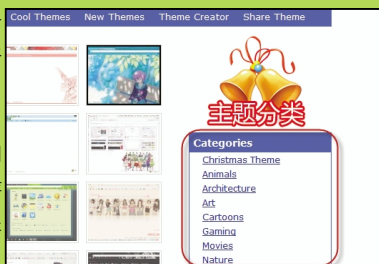 Cool Themes New Themes Theme Creator Share Theme
主题分类
Categories
Christmas Theme
Animals
Architecture
Art
Cartoons
Gaming
Movies
Nature